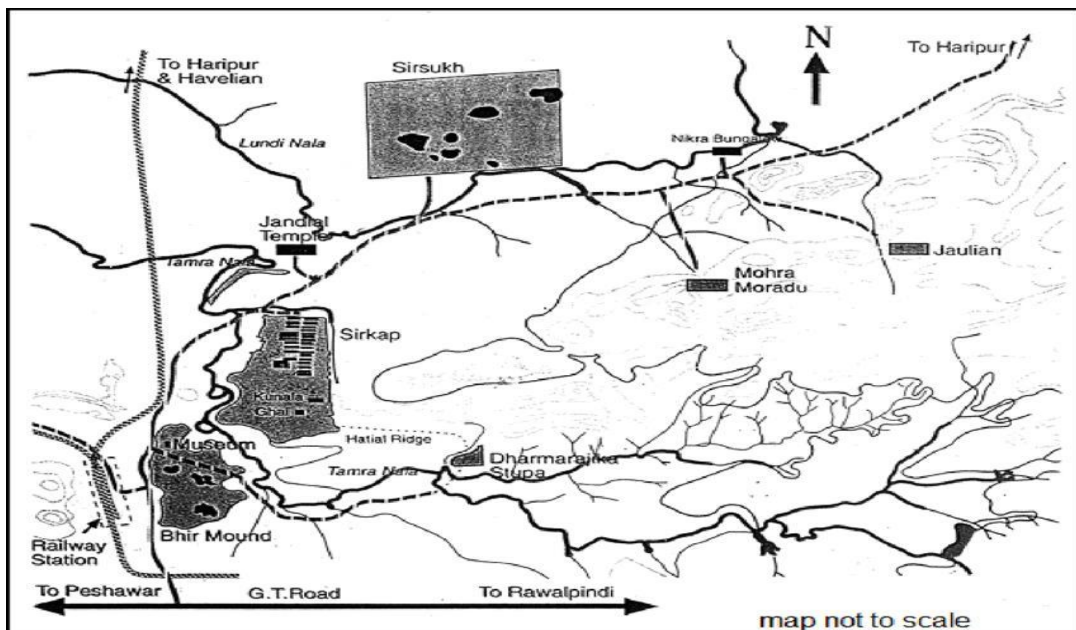 To Haripur
& Havelian
Sirsukh
N
To Haripur
Lundi Nala
Nikra Bungalow
Jandial
Temple
Jaulian
Tamra Nala
Mohra
Moradu
Sirkap
Kunala
Ghai
Hatial Ridge
Museum
Tamra Nala
Dharmarajika
Stupa
Bhir Mound
Railway
Station
To Peshawar
G.T.Road
To Rawalpindi
map not to scale